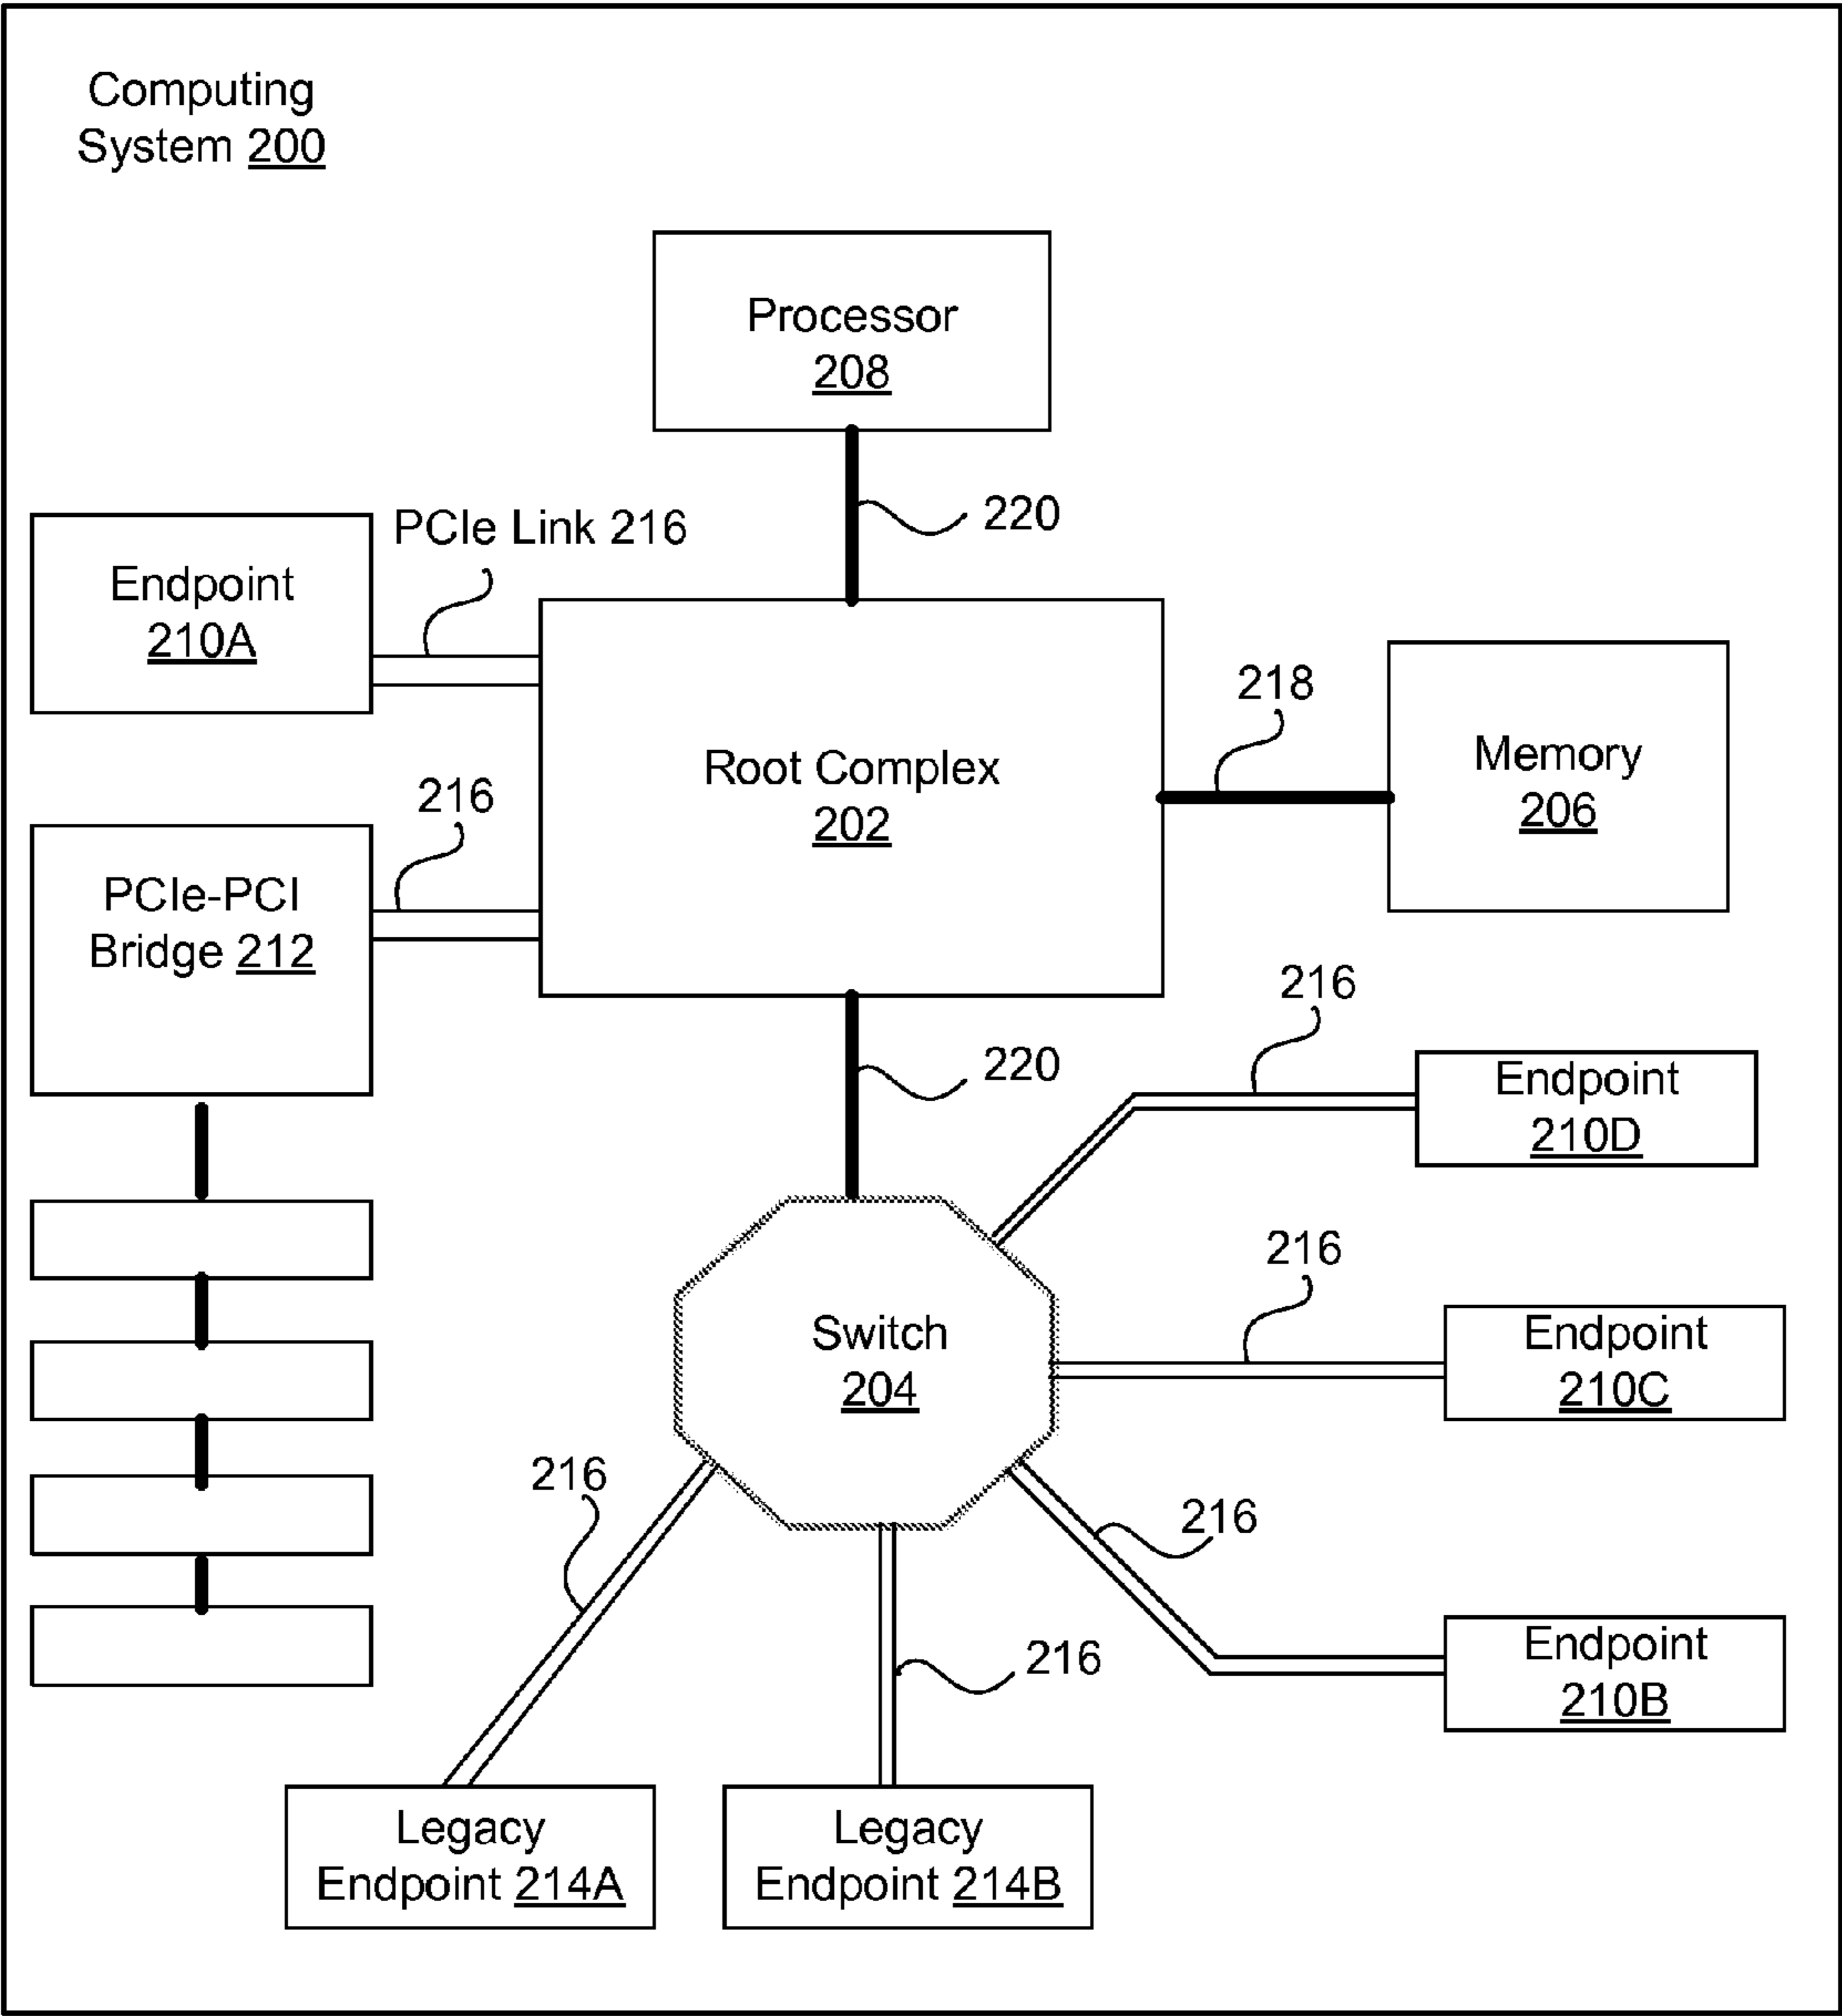 Computing
System 200
Processor
208
220
PCIe Link 216
Endpoint
210A
218
Root Complex
202
Memory
206
216
PCIe-PCI
Bridge 212
216
220
Endpoint
210D
216
Switch
204
Endpoint
210C
216
216
Endpoint
210B
216
Legacy
Endpoint 214A
Legacy
Endpoint 214B